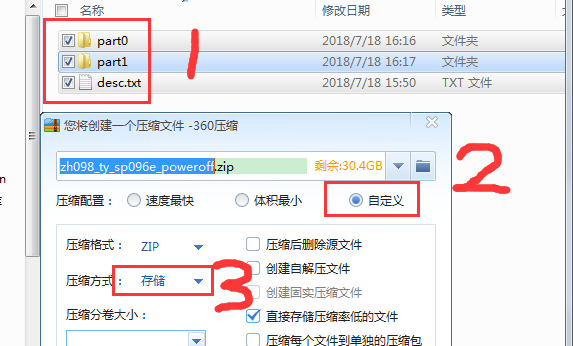 名称 修改日期 类型
part0 2018/7/18 16:16 文件夹
part1 2018/7/18 16:17 文件夹
desc.txt 2018/7/18 15:50 TXT 文件
1
您将创建一个压缩文件 -360压缩
zh098_ty_sp096e_poweroff.zip 剩余:30.4GB
2
压缩配置： 速度最快 体积最小 自定义
压缩格式： ZIP 压缩后删除源文件
创建自解压文件
压缩方式： 存储 3 创建固实压缩文件
压缩分卷大小： 直接存储压缩率低的文件
压缩每个文件到单独的压缩包